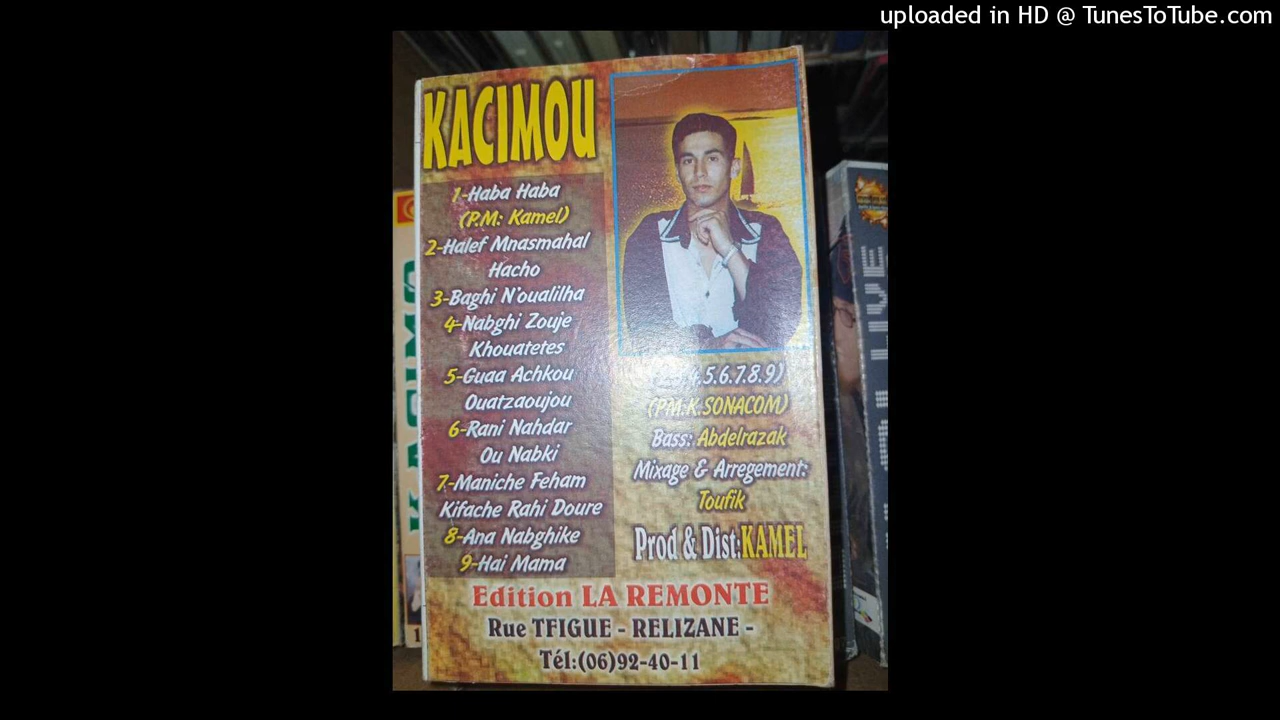 uploaded in HD @ TunesToTube.com
KACIMOU
1-Haba Haba
(P.M: Kamel)
2-Halef Mnasmahal
Hacho
3-Baghi N'oualilha
4-Nabghi Zouje
Khouatetes
5-Guaa Achkou
Ouatzaoujou
6-Rani Nahdar
Ou Nabki
7-Maniche Feham
Kifache Rahi Doure
8-Ana Nabghike
9-Hai Mama
4.5.6.7.8.9)
(PM:K.SONACOM)
Bass: Abdelrazak
Mixage & Arregement:
Toufik
Prod & Dist:KAMEL
Edition LA REMONTE
Rue TFIGUE - RELIZANE -
Tél:(06)92-40-11
LIVE